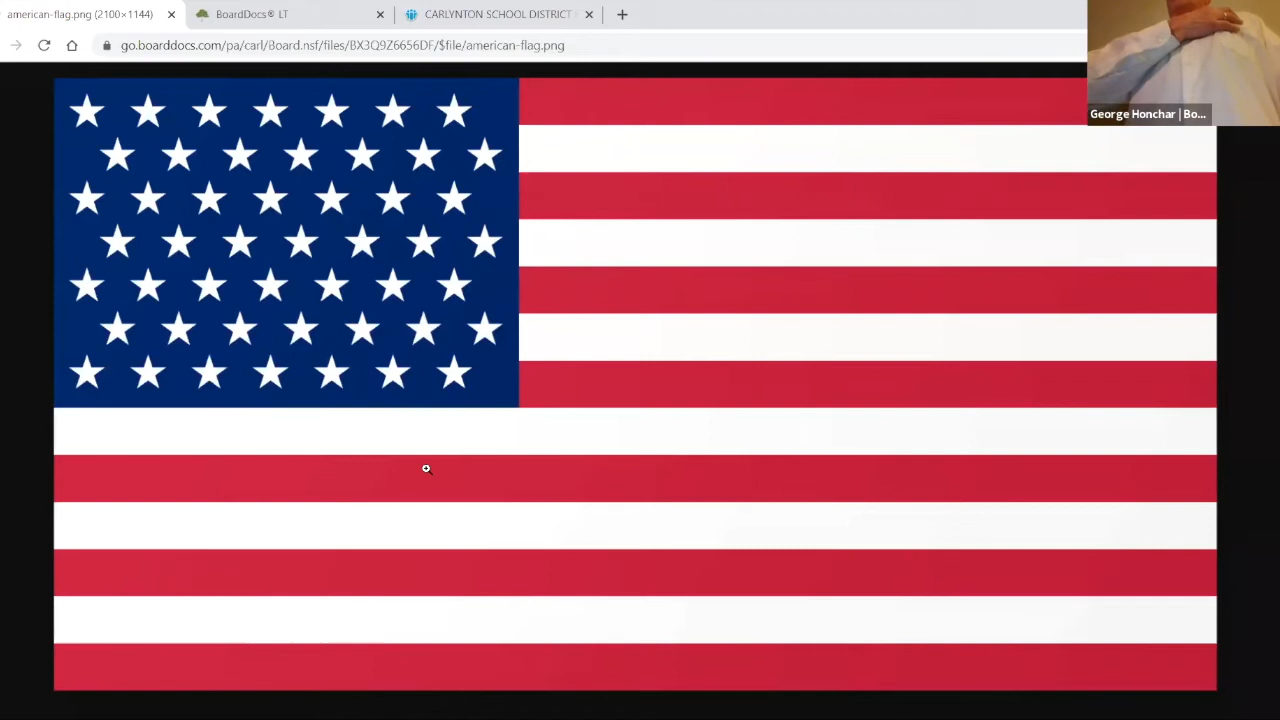 american-flag.png (2100×1144)
BoardDocs® LT
CARLYNTON SCHOOL DISTRICT
go.boarddocs.com/pa/carl/Board.nsf/files/BX3Q9Z6656DF/$file/american-flag.png
George Honchar | Bo...